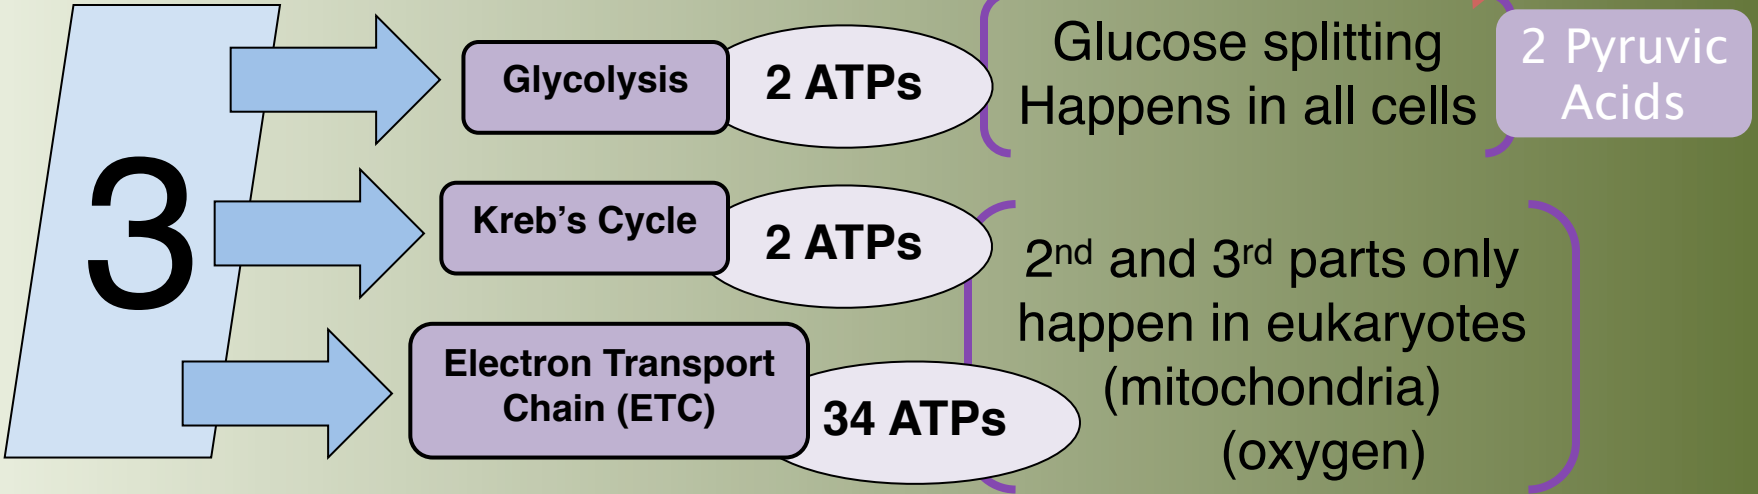 3
Glycolysis
2 ATPs
Glucose splitting
Happens in all cells
2 Pyruvic
Acids
Kreb’s Cycle
2 ATPs
2nd and 3rd parts only
happen in eukaryotes
(mitochondria)
(oxygen)
Electron Transport
Chain (ETC)
34 ATPs